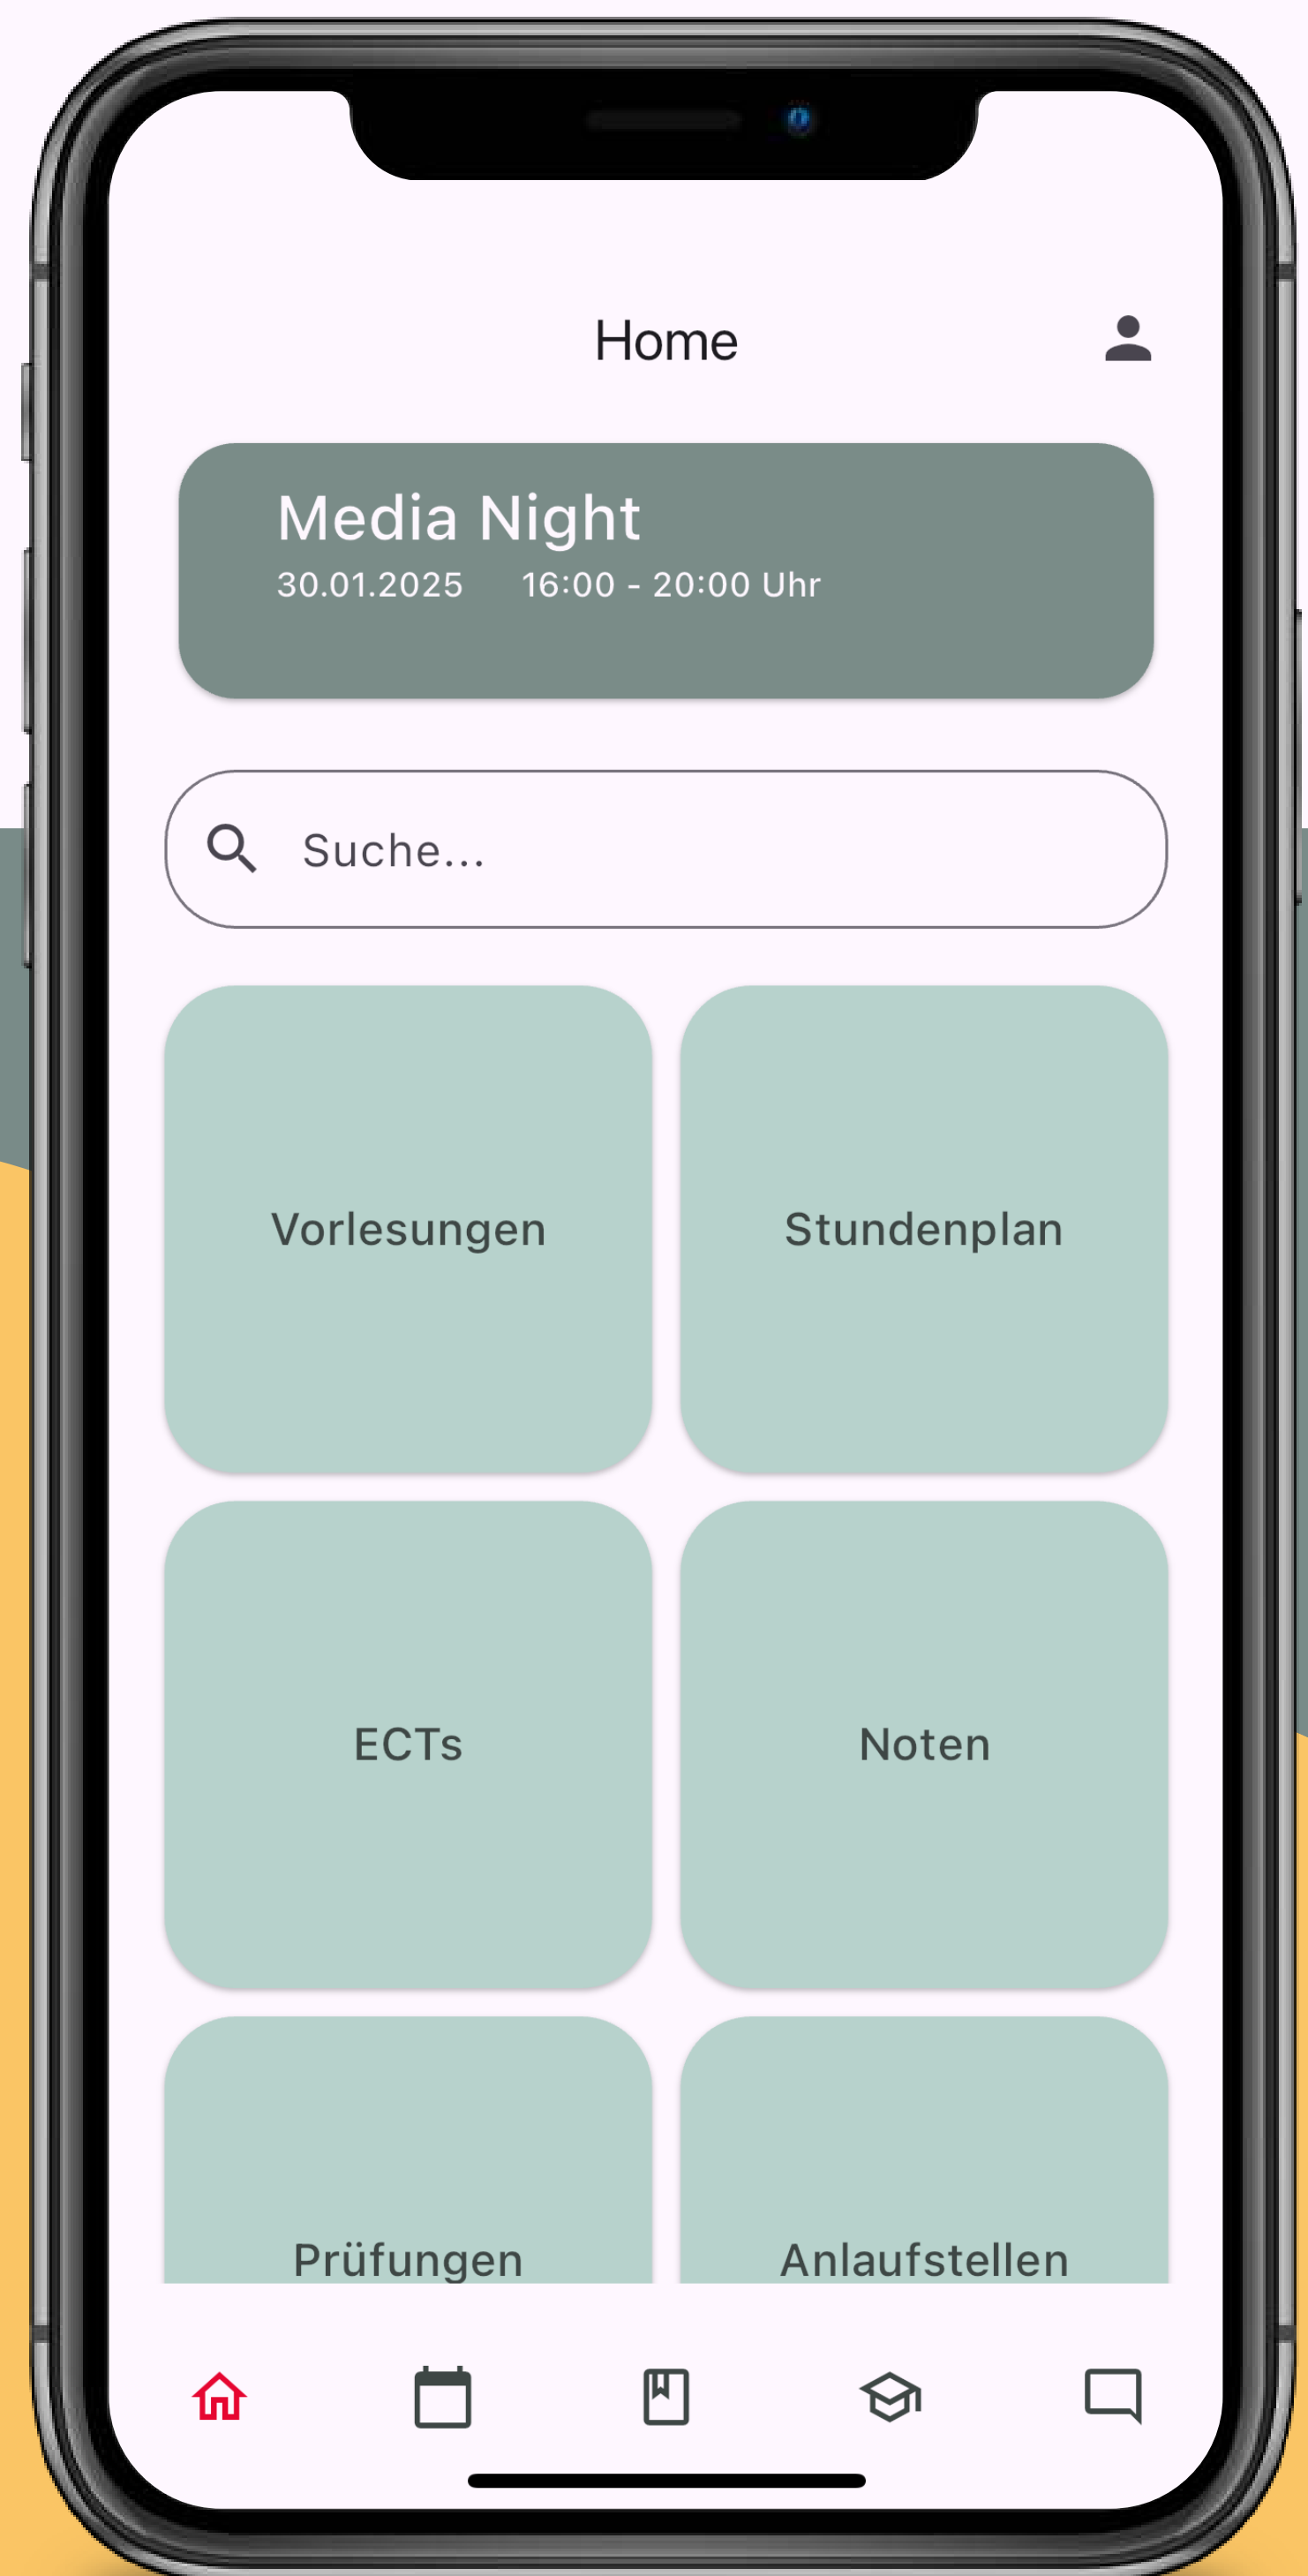 Home
Media Night
30.01.2025 16:00 - 20:00 Uhr
Suche...
Vorlesungen Stundenplan
ECTs Noten
Prüfungen Anlaufstellen